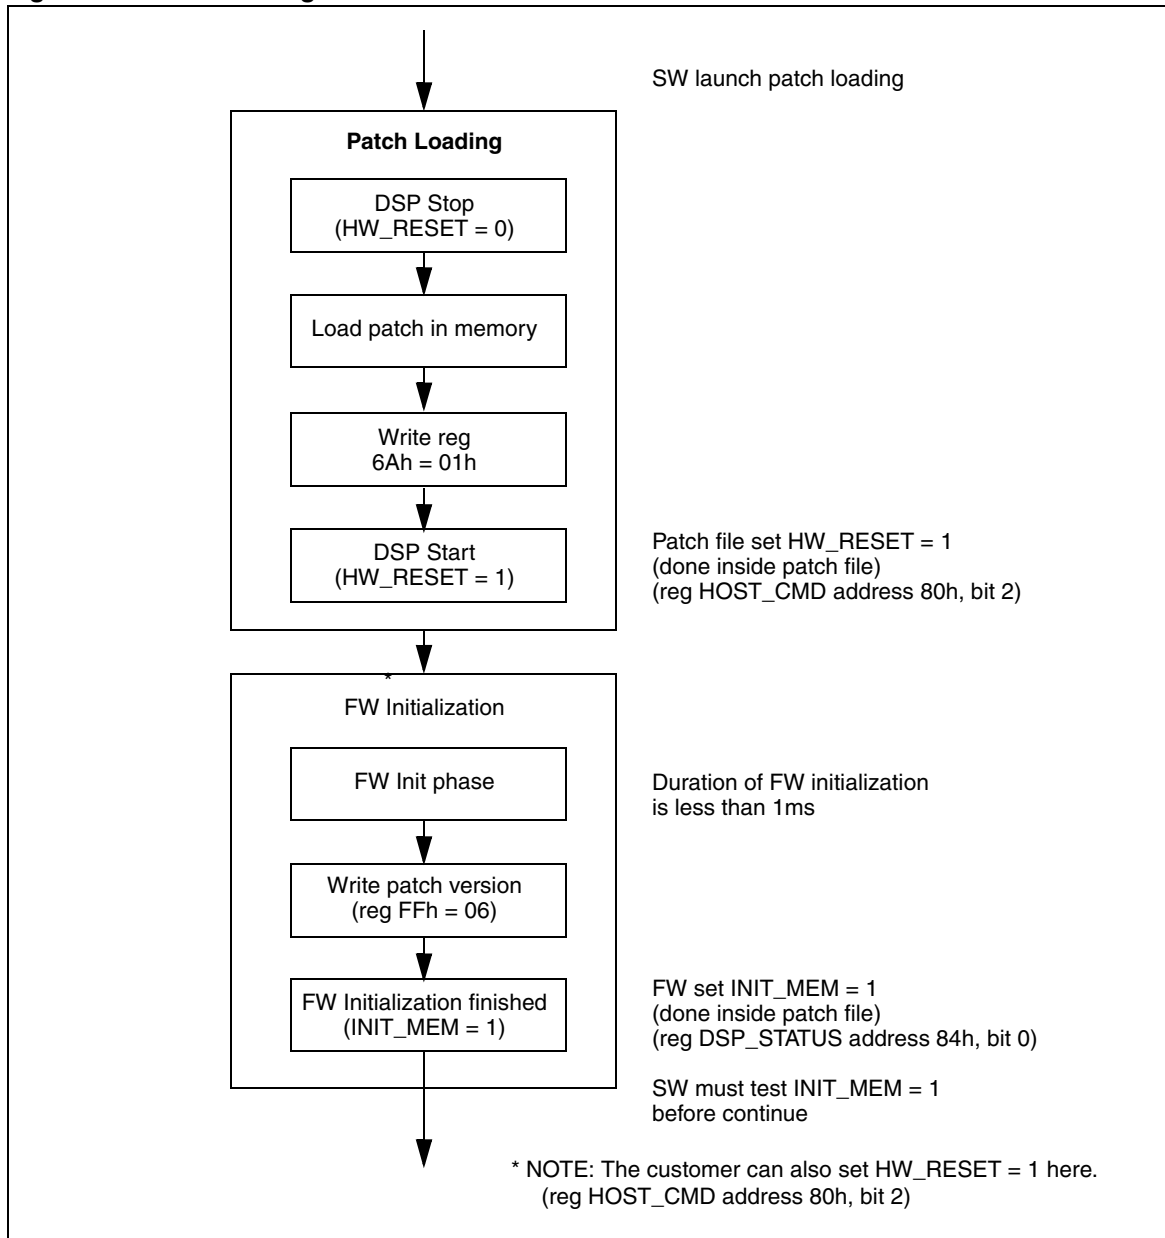 SW launch patch loading
Patch Loading
DSP Stop
(HW_RESET = 0)
Load patch in memory
Write reg
6Ah = 01h
DSP Start
(HW_RESET = 1)
Patch file set HW_RESET = 1
(done inside patch file)
(reg HOST_CMD address 80h, bit 2)
*
FW Initialization
FW Init phase
Duration of FW initialization
is less than 1ms
Write patch version
(reg FFh = 06)
FW Initialization finished
(INIT_MEM = 1)
FW set INIT_MEM = 1
(done inside patch file)
(reg DSP_STATUS address 84h, bit 0)
SW must test INIT_MEM = 1
before continue
* NOTE: The customer can also set HW_RESET = 1 here.
(reg HOST_CMD address 80h, bit 2)